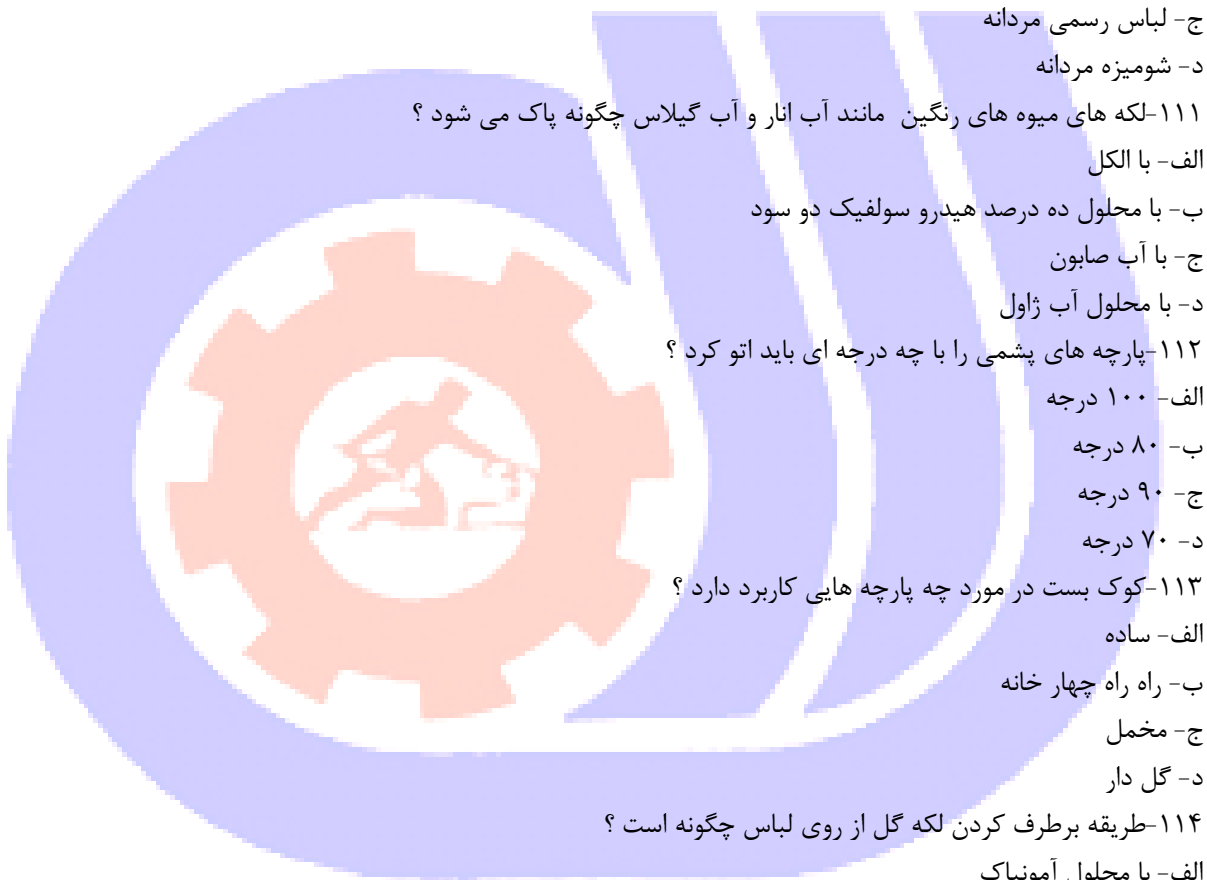 ج- لباس رسمی مردانه
د- شومیزه مردانه
۱۱۱-لکه های میوه های رنگین مانند آب انار و آب گیلاس چگونه پاک می شود ؟
الف- با الکل
ب- با محلول ده درصد هیدرو سولفیک دو سود
ج- با آب صابون
د- با محلول آب ژاول
۱۱۲-پارچه های پشمی را با چه درجه ای باید اتو کرد ؟
الف- ۱۰۰ درجه
ب- ۸۰ درجه
ج- ۹۰ درجه
د- ۷۰ درجه
۱۱۳-کوک بست در مورد چه پارچه هایی کاربرد دارد ؟
الف- ساده
ب- راه راه چهار خانه
ج- مخمل
د- گل دار
۱۱۴-طریقه برطرف کردن لکه گل از روی لباس چگونه است ؟
الف- با محلول آمونیاک